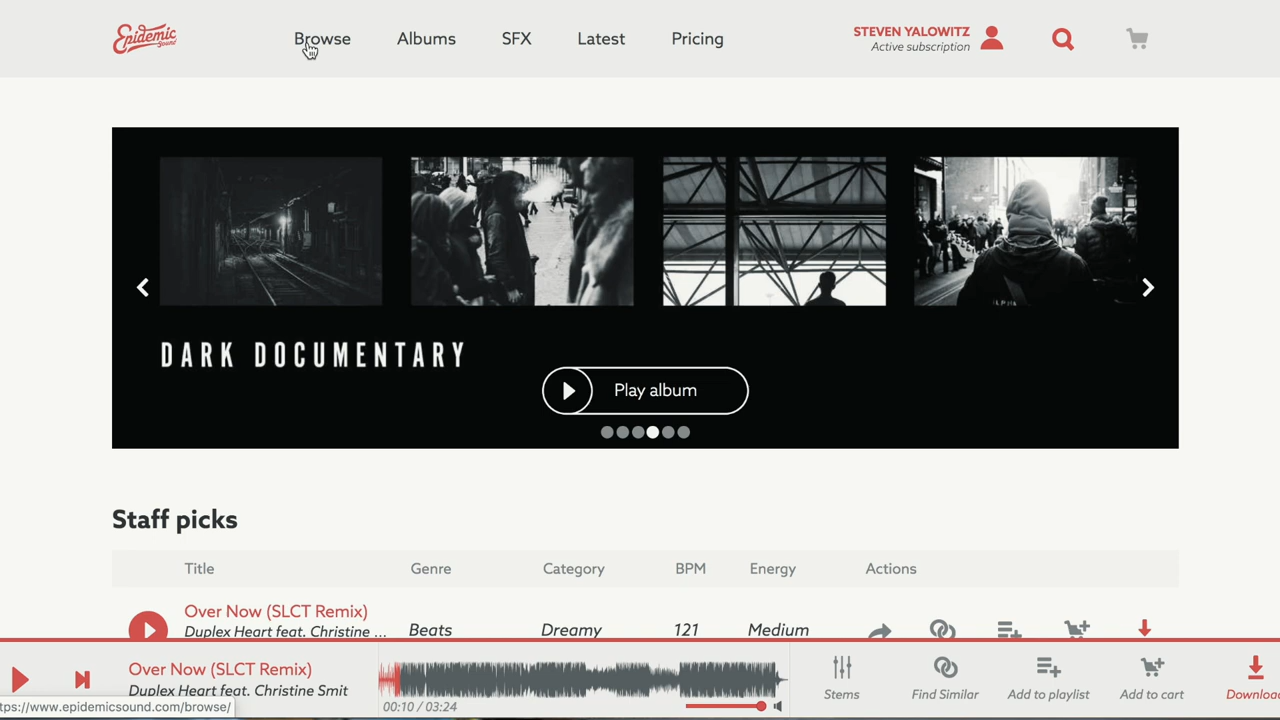 Epidemic
Sound
Browse
Albums
SFX
Latest
Pricing
STEVEN YALOWITZ
Active subscription
DARK DOCUMENTARY
Play album
Staff picks
Title
Genre
Category
BPM
Energy
Actions
Over Now (SLCT Remix)
Duplex Heart feat. Christine ...
Beats
Dreamy
121
Medium
Over Now (SLCT Remix)
Duplex Heart feat. Christine Smit
00:10 / 03:24
Stems
Find Similar
Add to playlist
Add to cart
Download
tps://www.epidemicsound.com/browse/